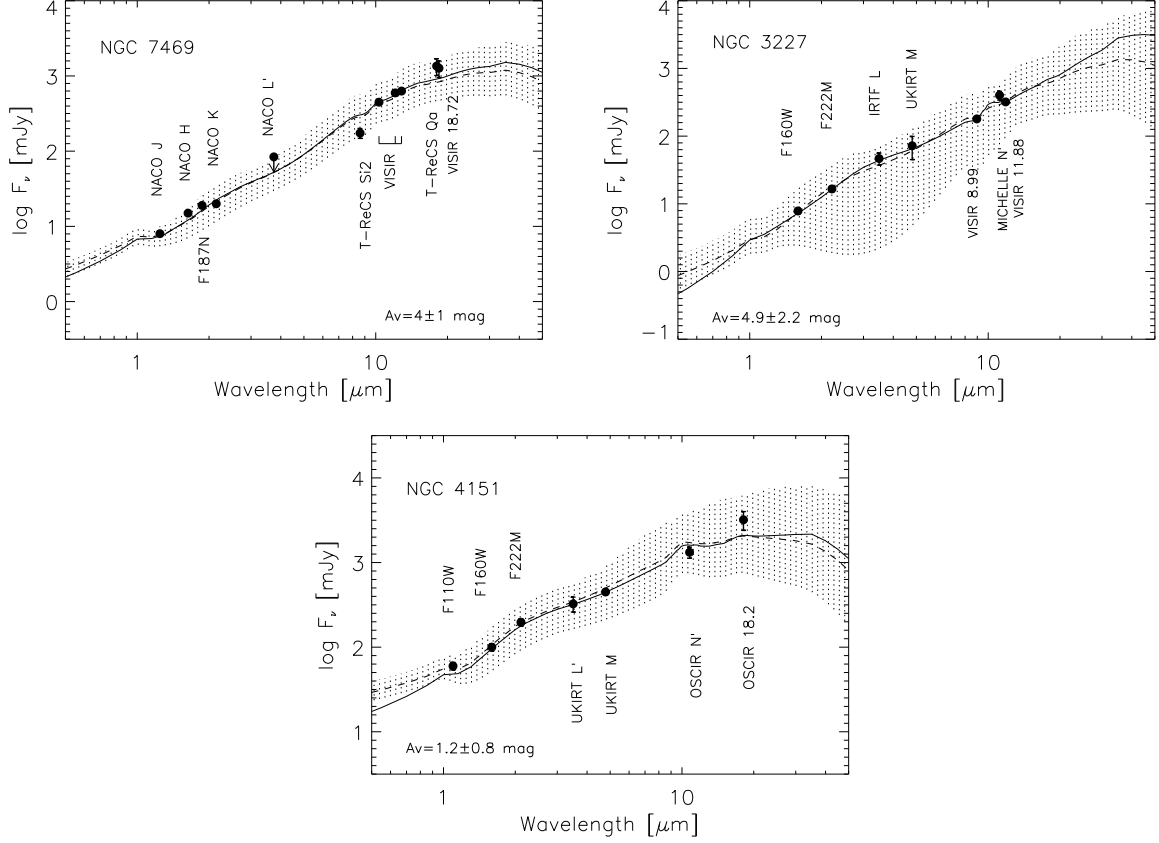 NGC 7469
log Fν [mJy]
4
3
2
1
0
NACO J
NACO H
NACO K
NACO L'
F187N
T-ReCS Si2
VISIR
T-ReCS Qa
VISIR 18.72
Av=4±1 mag
1
10
Wavelength [μm]
NGC 3227
log Fν [mJy]
4
3
2
1
0
−1
F160W
F222M
IRTF L
UKIRT M
VISIR 8.99
MICHELLE N'
VISIR 11.88
Av=4.9±2.2 mag
1
10
Wavelength [μm]
NGC 4151
log Fν [mJy]
4
3
2
1
F110W
F160W
F222M
UKIRT L'
UKIRT M
OSCIR N'
OSCIR 18.2
Av=1.2±0.8 mag
1
10
Wavelength [μm]